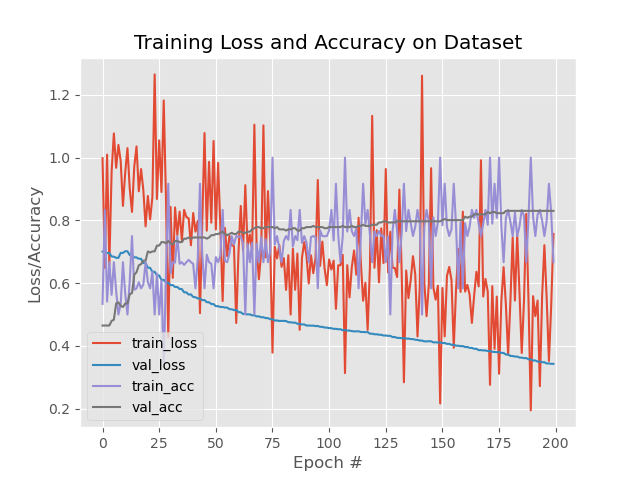 Training Loss and Accuracy on Dataset
1.2
1.0
0.8
0.6
0.4
0.2
Loss/Accuracy
train_loss
val_loss
train_acc
val_acc
0 25 50 75 100 125 150 175 200
Epoch #